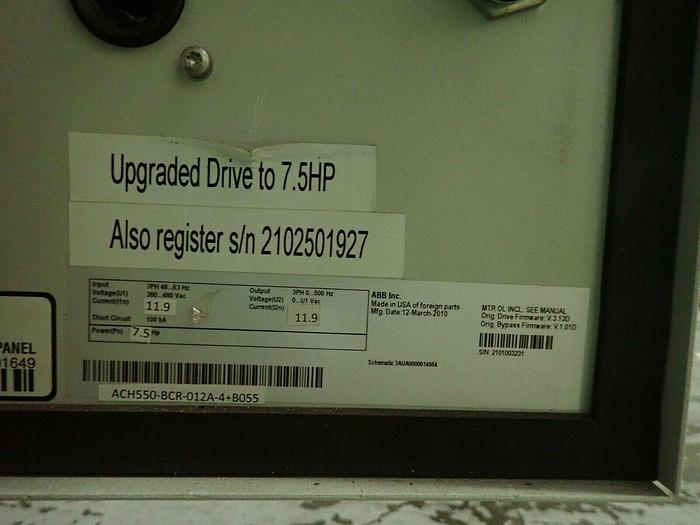 Upgraded Drive to 7.5HP
Also register s/n 2102501927
Input 3PH 48...63 Hz
Voltage(U1) 380...480 Vac
Current(I1n) 11.9
Short Circuit 100 kA
Power(Pn) 7.5 Hp
Output 3PH 0...500 Hz
Voltage(U2) 0...U1 Vac
Current(I2n) 11.9
ABB Inc.
Made in USA of foreign parts
Mfg. Date:12-March-2010
Schematic 3AUA0000014964
MTR OL INCL: SEE MANUAL
Orig. Drive Firmware: V.3.13D
Orig. Bypass Firmware: V.1.01D
S/N 2101003231
ACH550-BCR-012A-4+B055
PANEL
01649